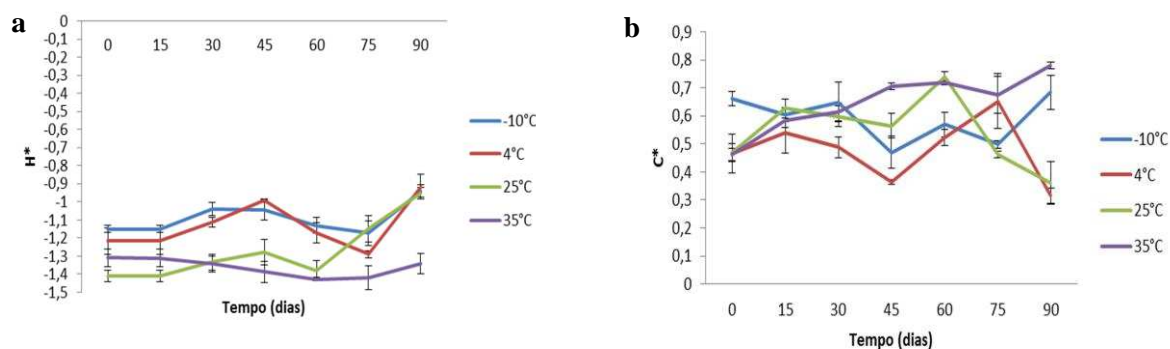 a
0
-0,1
-0,2
-0,3
-0,4
-0,5
-0,6
-0,7
-0,8
-0,9
-1
-1,1
-1,2
-1,3
-1,4
-1,5
H*
0 15 30 45 60 75 90
Tempo (dias)
-10°C
4°C
25°C
35°C
b
0,9
0,8
0,7
0,6
0,5
0,4
0,3
0,2
0,1
0
C*
0 15 30 45 60 75 90
Tempo (dias)
-10°C
4°C
25°C
35°C